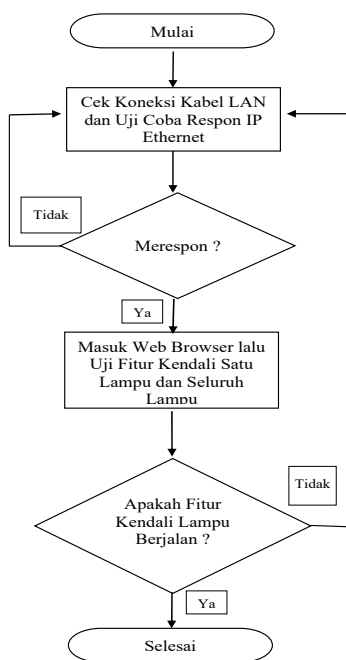 Mulai
Cek Koneksi Kabel LAN
dan Uji Coba Respon IP
Ethernet
Tidak
Merespon ?
Ya
Masuk Web Browser lalu
Uji Fitur Kendali Satu
Lampu dan Seluruh
Lampu
Tidak
Apakah Fitur
Kendali Lampu
Berjalan ?
Ya
Selesai